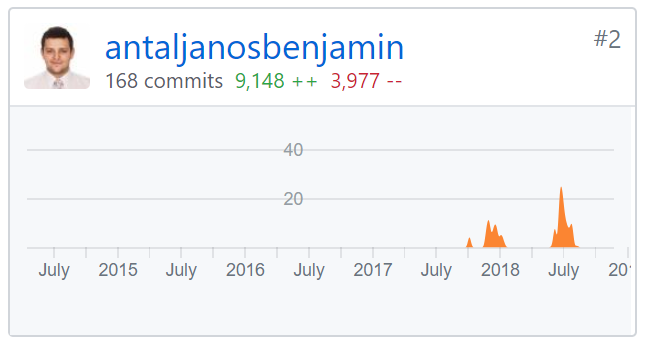 antaljanosbenjamin #2
168 commits 9,148 ++ 3,977 --
40
20
July 2015 July 2016 July 2017 July 2018 July 201